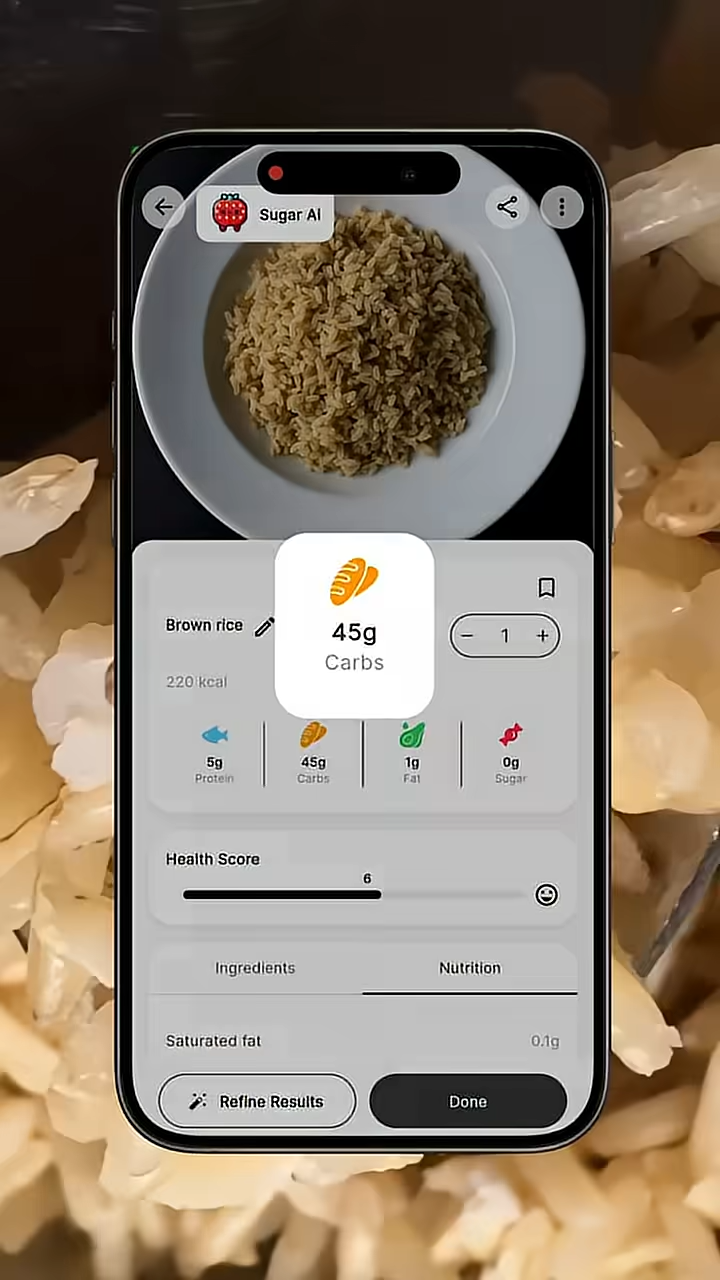 Sugar AI
45g
Carbs
Brown rice
− 1 +
220 kcal
5g 45g 1g 0g
Protein Carbs Fat Sugar
Health Score
6
Ingredients Nutrition
Saturated fat 0.1g
Refine Results Done